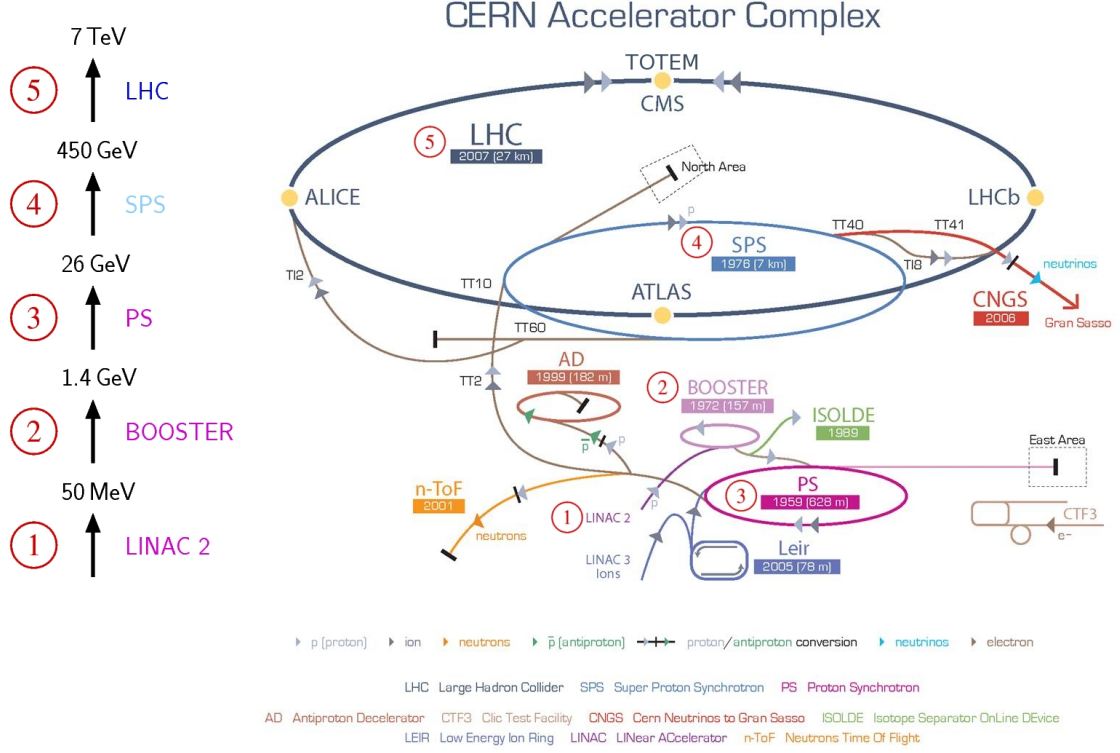 CERN Accelerator Complex
7 TeV
5 LHC
450 GeV
4 SPS
26 GeV
3 PS
1.4 GeV
2 BOOSTER
50 MeV
1 LINAC 2
TOTEM
CMS
5 LHC
2007 (27 km)
North Area
ALICE
LHCb
p
TT40
TT41
4 SPS
1976 (7 km)
TI8
TI2
TT10
neutrinos
ATLAS
CNGS
2006
Gran Sasso
TT60
AD
1999 (182 m)
TT2
2 BOOSTER
1972 (157 m)
ISOLDE
1989
p̅
p
East Area
n-ToF
2001
3 PS
1959 (628 m)
p
1 LINAC 2
neutrons
CTF3
e-
LINAC 3
Ions
Leir
2005 (78 m)
p (proton) ion neutrons p̅ (antiproton) proton/antiproton conversion neutrinos electron
LHC Large Hadron Collider SPS Super Proton Synchrotron PS Proton Synchrotron
AD Antiproton Decelerator CTF3 Clic Test Facility CNGS Cern Neutrinos to Gran Sasso ISOLDE Isotope Separator OnLine DEvice
LEIR Low Energy Ion Ring LINAC LINear ACcelerator n-ToF Neutrons Time Of Flight